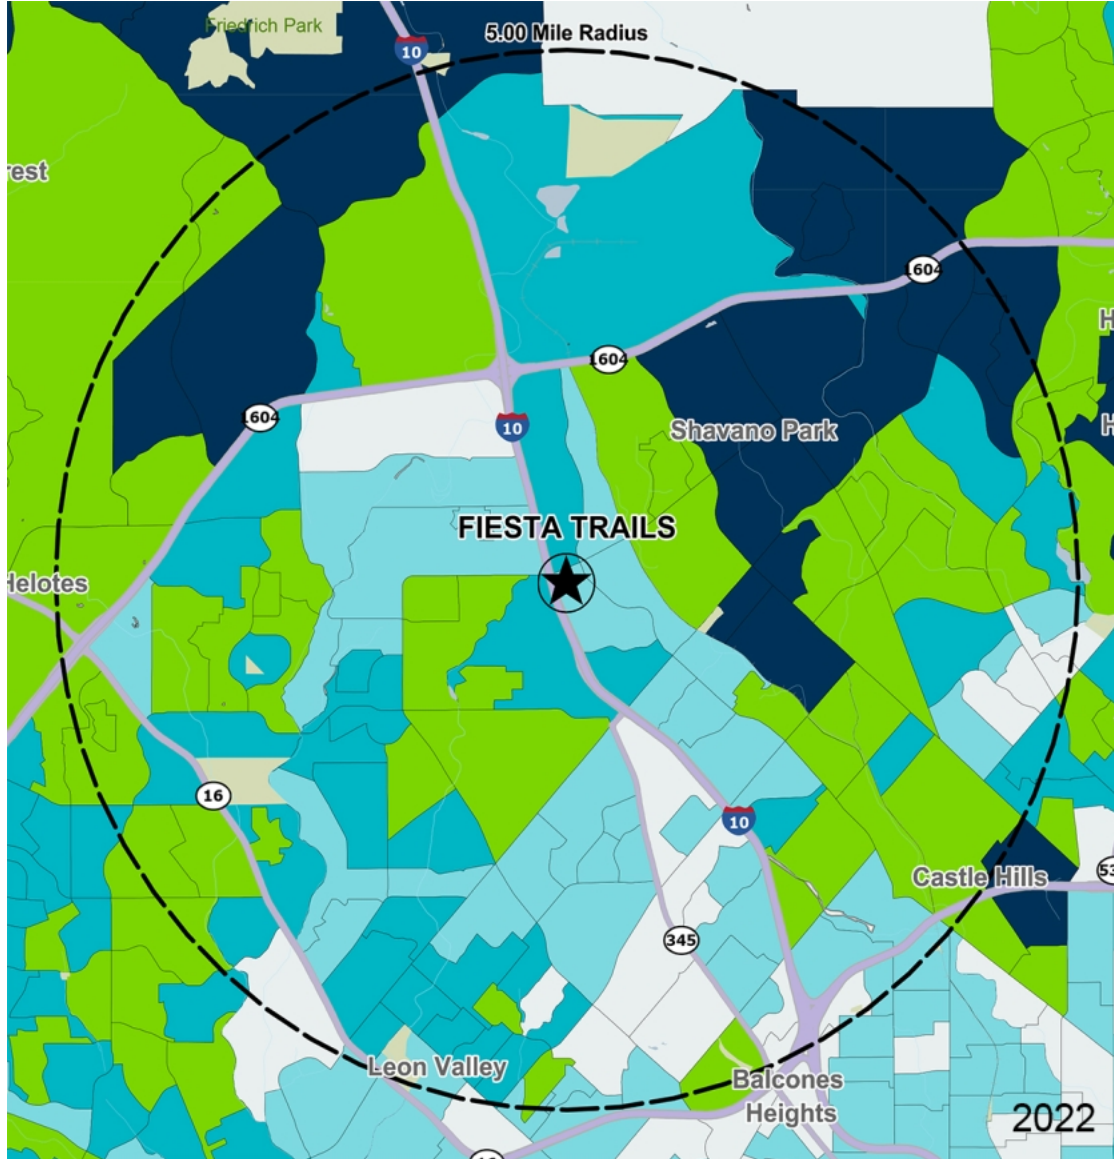 Friedrich Park
5.00 Mile Radius
10
rest
1604
1604
1604
10
Shavano Park
FIESTA TRAILS
Helotes
16
10
Castle Hills
53
345
Leon Valley
Balcones
Heights
2022